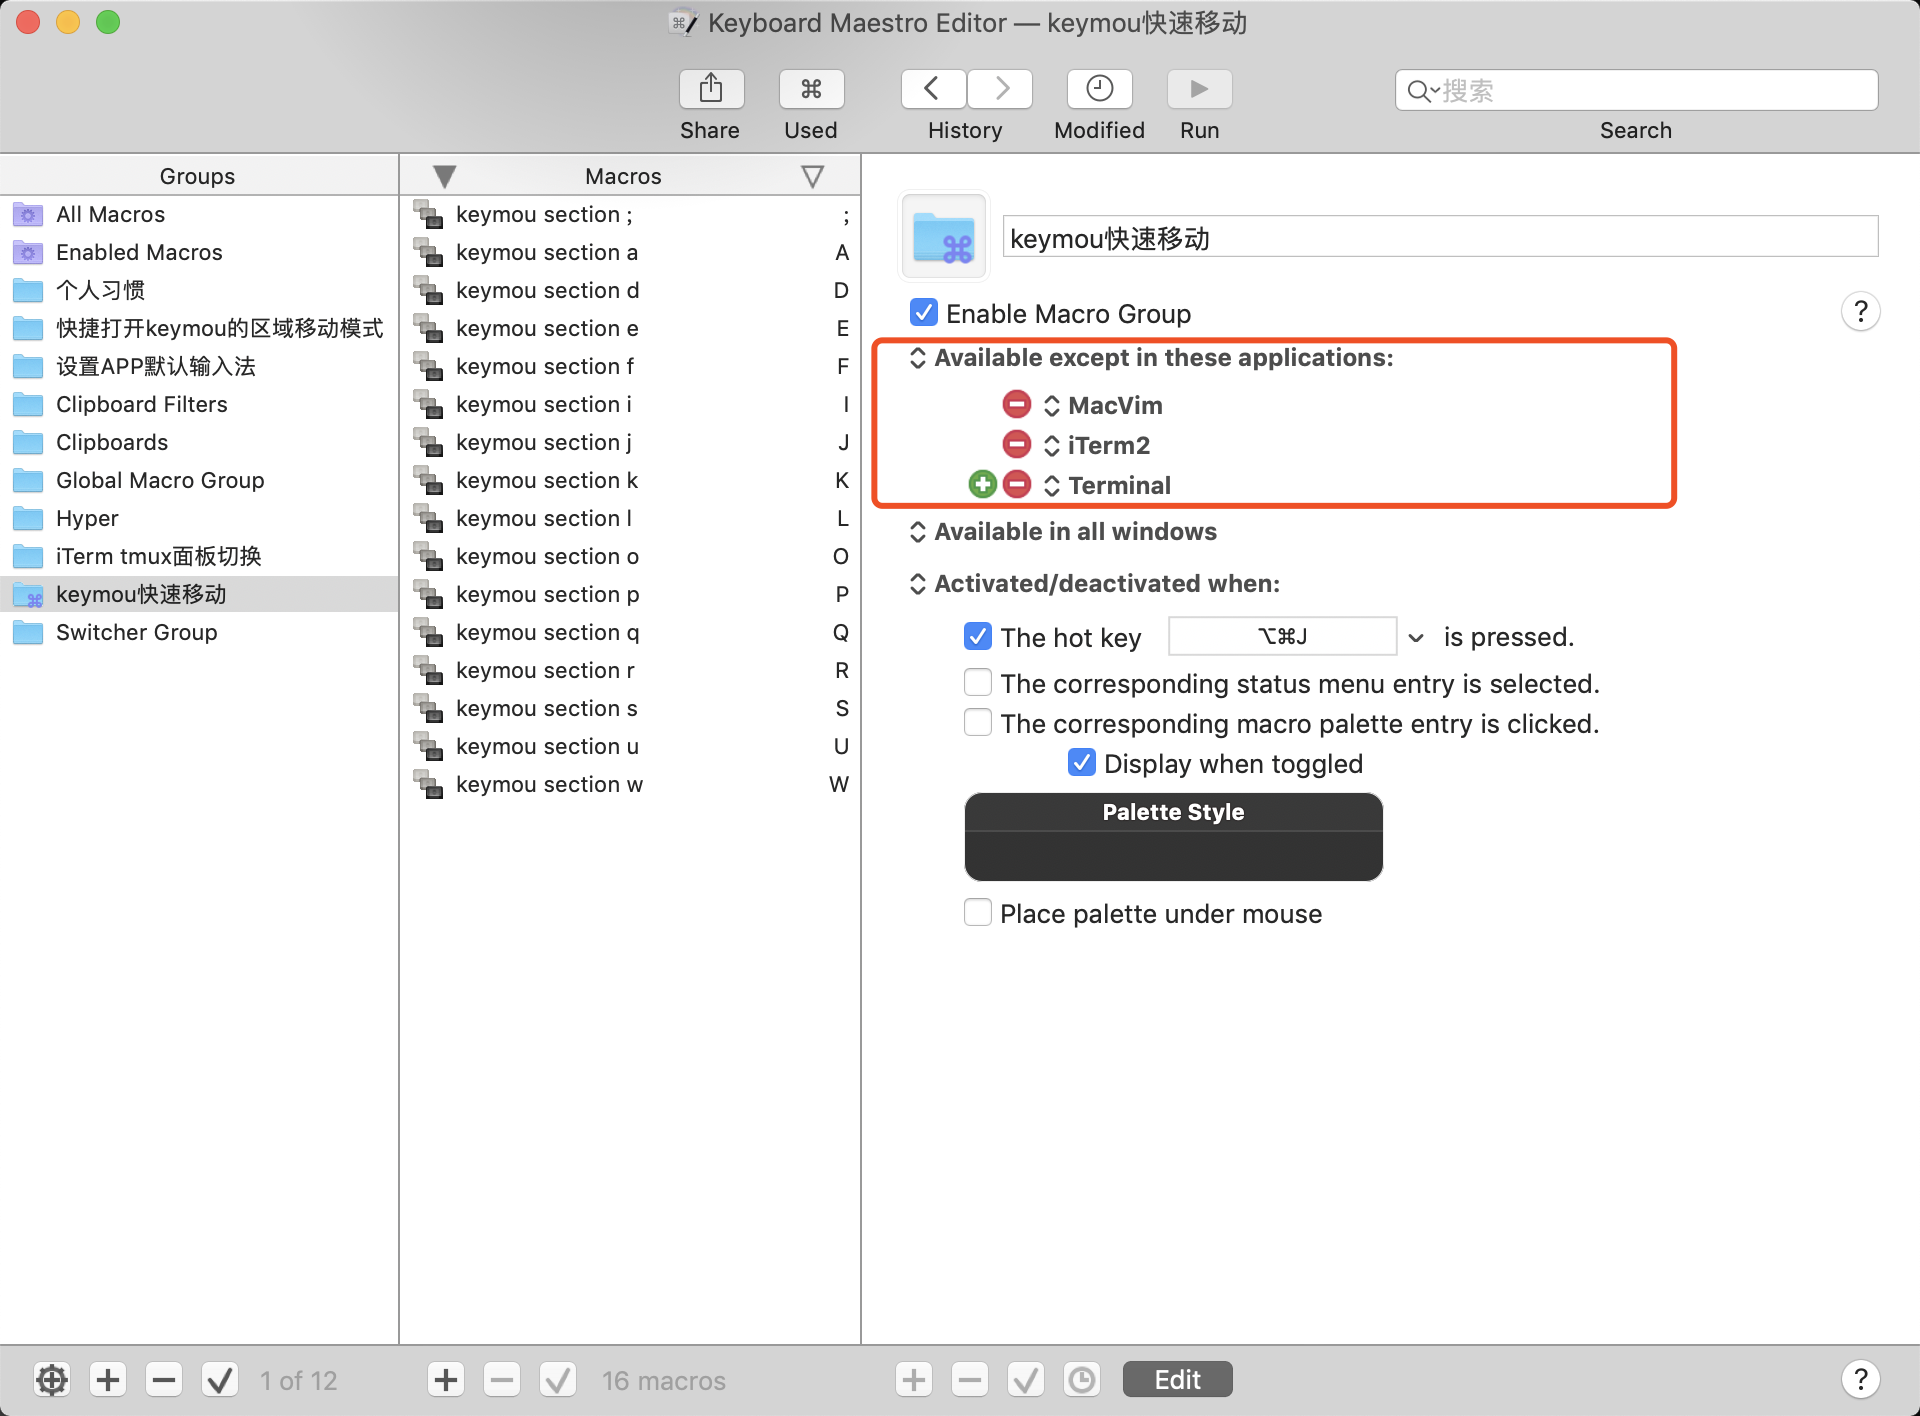 Keyboard Maestro Editor — keymou快速移动
Share
Used
History
Modified
Run
搜索
Search
Groups
All Macros
Enabled Macros
个人习惯
快捷打开keymou的区域移动模式
设置APP默认输入法
Clipboard Filters
Clipboards
Global Macro Group
Hyper
iTerm tmux面板切换
keymou快速移动
Switcher Group
Macros
keymou section ; ;
keymou section a A
keymou section d D
keymou section e E
keymou section f F
keymou section i I
keymou section j J
keymou section k K
keymou section l L
keymou section o O
keymou section p P
keymou section q Q
keymou section r R
keymou section s S
keymou section u U
keymou section w W
keymou快速移动
Enable Macro Group
?
Available except in these applications:
MacVim
iTerm2
Terminal
Available in all windows
Activated/deactivated when:
The hot key ⌥⌘J is pressed.
The corresponding status menu entry is selected.
The corresponding macro palette entry is clicked.
Display when toggled
Palette Style
Place palette under mouse
1 of 12
16 macros
Edit
?